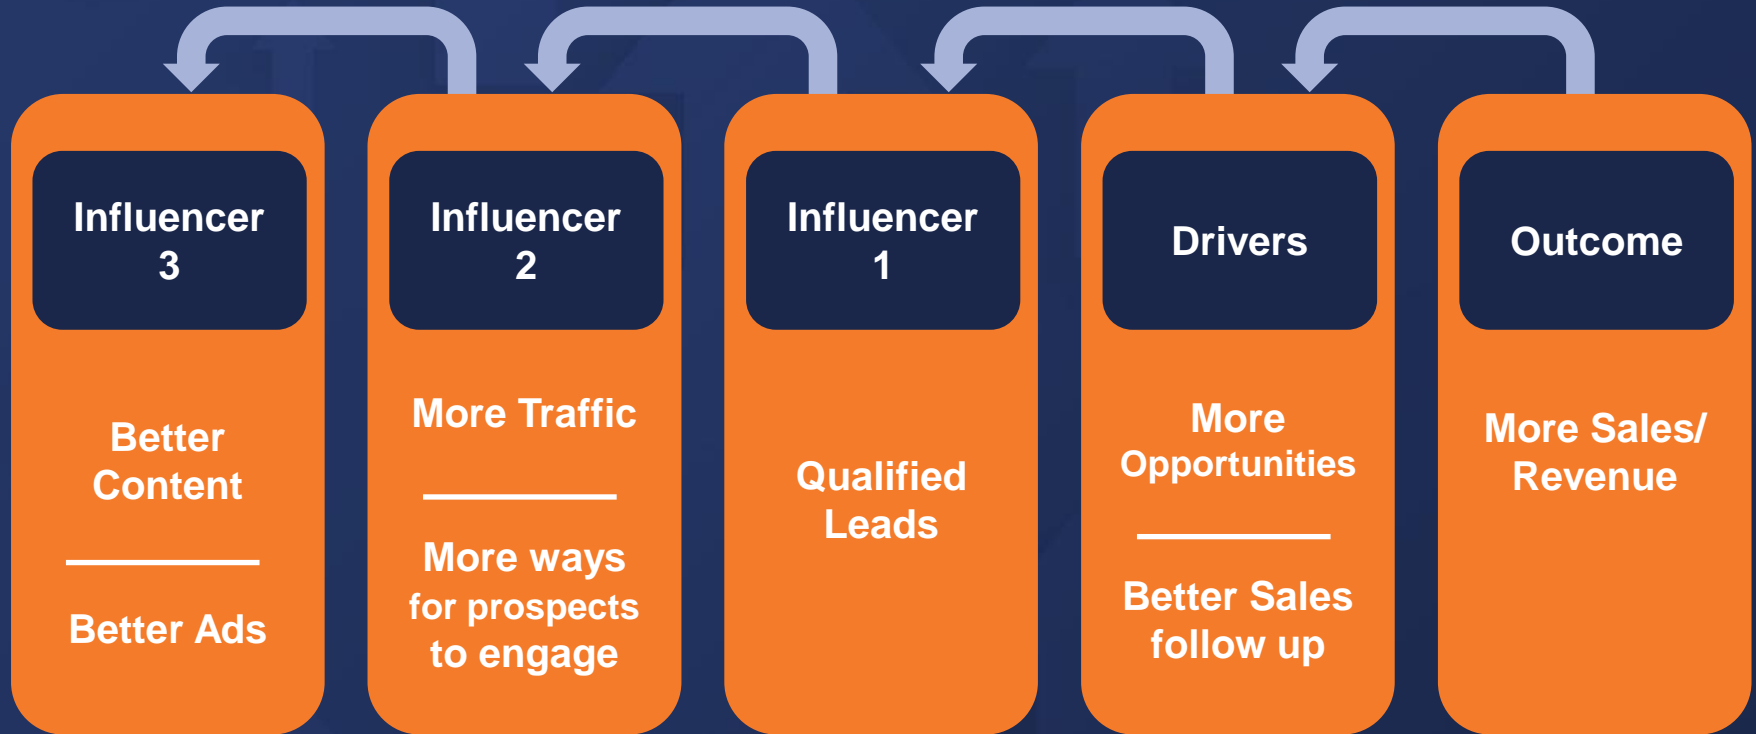 Influencer
3
Better
Content
Better Ads
Influencer
2
More Traffic
More ways
for prospects
to engage
Influencer
1
Qualified
Leads
Drivers
More
Opportunities
Better Sales
follow up
Outcome
More Sales/
Revenue